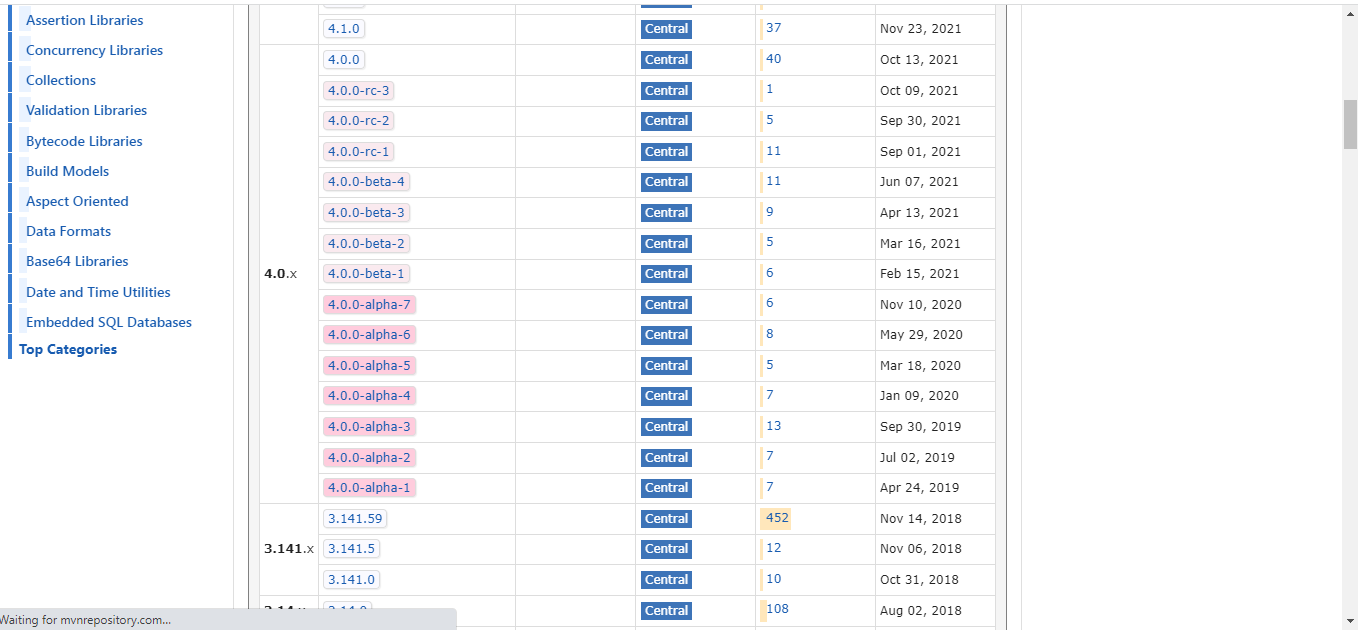 Assertion Libraries
Concurrency Libraries
Collections
Validation Libraries
Bytecode Libraries
Build Models
Aspect Oriented
Data Formats
Base64 Libraries
Date and Time Utilities
Embedded SQL Databases
Top Categories
4.1.0 Central 37 Nov 23, 2021
4.0.0 Central 40 Oct 13, 2021
4.0.0-rc-3 Central 1 Oct 09, 2021
4.0.0-rc-2 Central 5 Sep 30, 2021
4.0.0-rc-1 Central 11 Sep 01, 2021
4.0.0-beta-4 Central 11 Jun 07, 2021
4.0.0-beta-3 Central 9 Apr 13, 2021
4.0.0-beta-2 Central 5 Mar 16, 2021
4.0.x 4.0.0-beta-1 Central 6 Feb 15, 2021
4.0.0-alpha-7 Central 6 Nov 10, 2020
4.0.0-alpha-6 Central 8 May 29, 2020
4.0.0-alpha-5 Central 5 Mar 18, 2020
4.0.0-alpha-4 Central 7 Jan 09, 2020
4.0.0-alpha-3 Central 13 Sep 30, 2019
4.0.0-alpha-2 Central 7 Jul 02, 2019
4.0.0-alpha-1 Central 7 Apr 24, 2019
3.141.59 Central 452 Nov 14, 2018
3.141.x 3.141.5 Central 12 Nov 06, 2018
3.141.0 Central 10 Oct 31, 2018
Central 108 Aug 02, 2018
Waiting for mvnrepository.com...